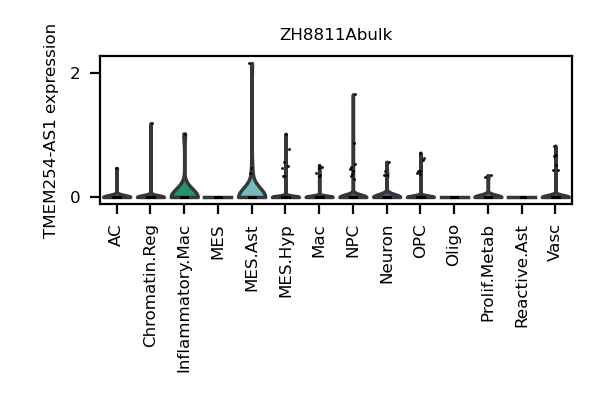 ZH8811Abulk
TMEM254-AS1 expression
2
0
AC
Chromatin.Reg
Inflammatory.Mac
MES
MES.Ast
MES.Hyp
Mac
NPC
Neuron
OPC
Oligo
Prolif.Metab
Reactive.Ast
Vasc